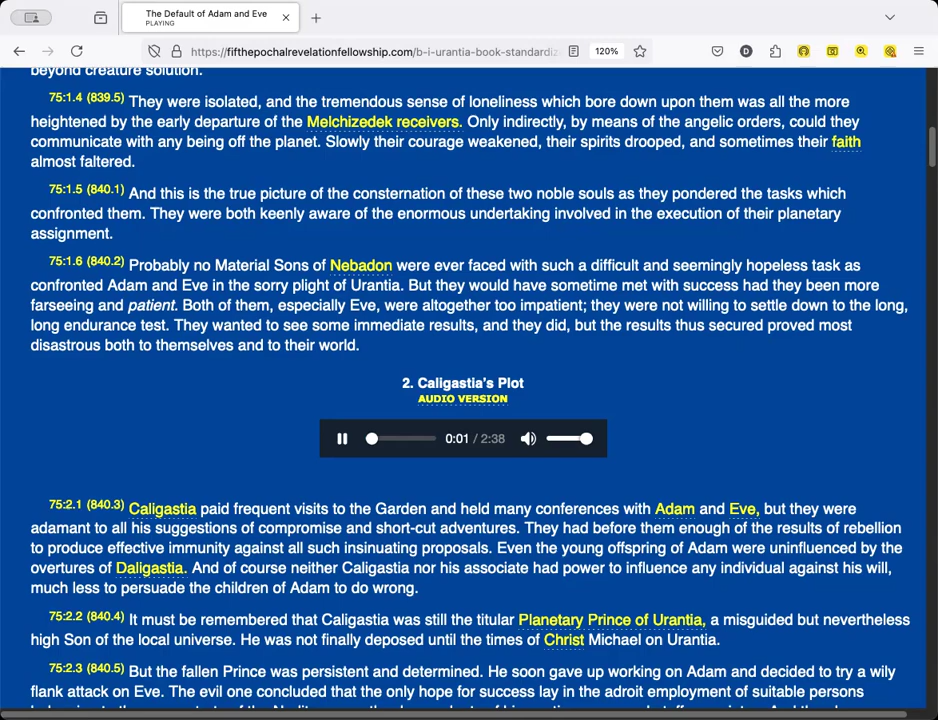 The Default of Adam and Eve
PLAYING
https://fifthepochalrevelationfellowship.com/b-i-urantia-book-standardiz
120%
beyond creature solution.
75:1.4 (839.5) They were isolated, and the tremendous sense of loneliness which bore down upon them was all the more
heightened by the early departure of the Melchizedek receivers. Only indirectly, by means of the angelic orders, could they
communicate with any being off the planet. Slowly their courage weakened, their spirits drooped, and sometimes their faith
almost faltered.
75:1.5 (840.1) And this is the true picture of the consternation of these two noble souls as they pondered the tasks which
confronted them. They were both keenly aware of the enormous undertaking involved in the execution of their planetary
assignment.
75:1.6 (840.2) Probably no Material Sons of Nebadon were ever faced with such a difficult and seemingly hopeless task as
confronted Adam and Eve in the sorry plight of Urantia. But they would have sometime met with success had they been more
farseeing and patient. Both of them, especially Eve, were altogether too impatient; they were not willing to settle down to the long,
long endurance test. They wanted to see some immediate results, and they did, but the results thus secured proved most
disastrous both to themselves and to their world.
2. Caligastia's Plot
AUDIO VERSION
0:01 / 2:38
75:2.1 (840.3) Caligastia paid frequent visits to the Garden and held many conferences with Adam and Eve, but they were
adamant to all his suggestions of compromise and short-cut adventures. They had before them enough of the results of rebellion
to produce effective immunity against all such insinuating proposals. Even the young offspring of Adam were uninfluenced by the
overtures of Daligastia. And of course neither Caligastia nor his associate had power to influence any individual against his will,
much less to persuade the children of Adam to do wrong.
75:2.2 (840.4) It must be remembered that Caligastia was still the titular Planetary Prince of Urantia, a misguided but nevertheless
high Son of the local universe. He was not finally deposed until the times of Christ Michael on Urantia.
75:2.3 (840.5) But the fallen Prince was persistent and determined. He soon gave up working on Adam and decided to try a wily
flank attack on Eve. The evil one concluded that the only hope for success lay in the adroit employment of suitable persons